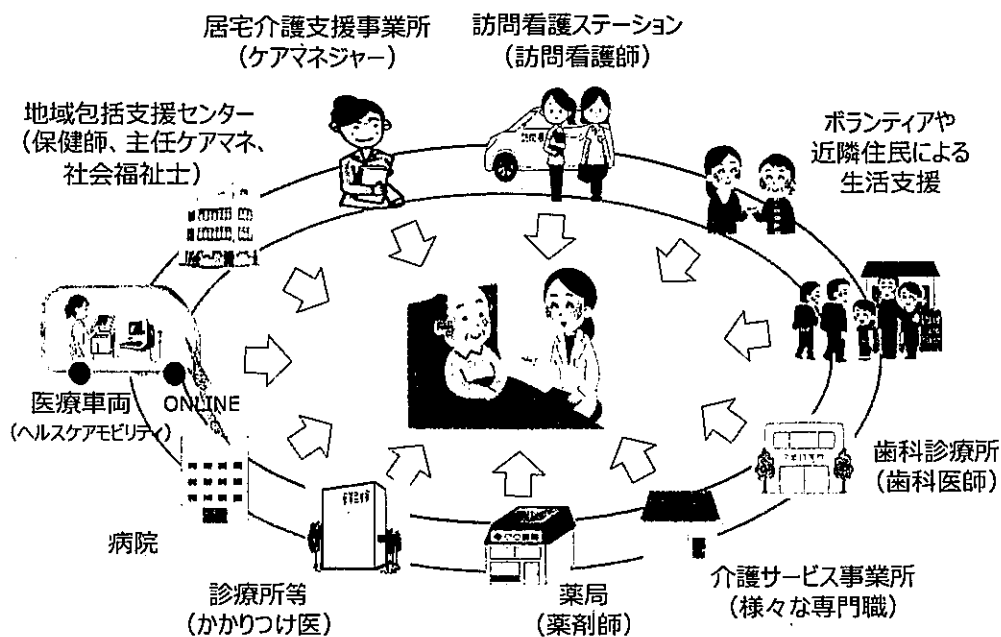 居宅介護支援事業所
(ケアマネジャー)
訪問看護ステーション
(訪問看護師)
地域包括支援センター
(保健師、主任ケアマネ、
社会福祉士)
ボランティアや
近隣住民による
生活支援
医療車両
ONLINE
(ヘルスケアモビリティ)
歯科診療所
(歯科医師)
病院
診療所等
(かかりつけ医)
薬局
(薬剤師)
介護サービス事業所
(様々な専門職)